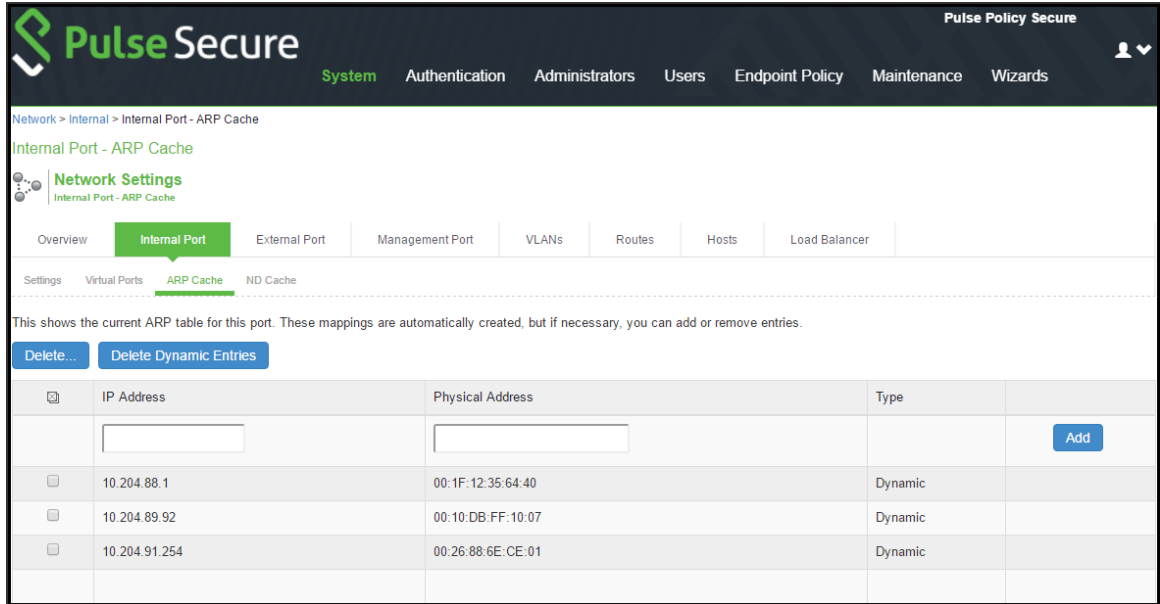 Pulse Policy Secure
Pulse Secure
System Authentication Administrators Users Endpoint Policy Maintenance Wizards
Network > Internal > Internal Port - ARP Cache
Internal Port - ARP Cache
Network Settings
Internal Port - ARP Cache
Overview Internal Port External Port Management Port VLANs Routes Hosts Load Balancer
Settings Virtual Ports ARP Cache ND Cache
This shows the current ARP table for this port. These mappings are automatically created, but if necessary, you can add or remove entries.
Delete... Delete Dynamic Entries
IP Address Physical Address Type
Add
10.204.88.1 00:1F:12:35:64:40 Dynamic
10.204.89.92 00:10:DB:FF:10:07 Dynamic
10.204.91.254 00:26:88:6E:CE:01 Dynamic